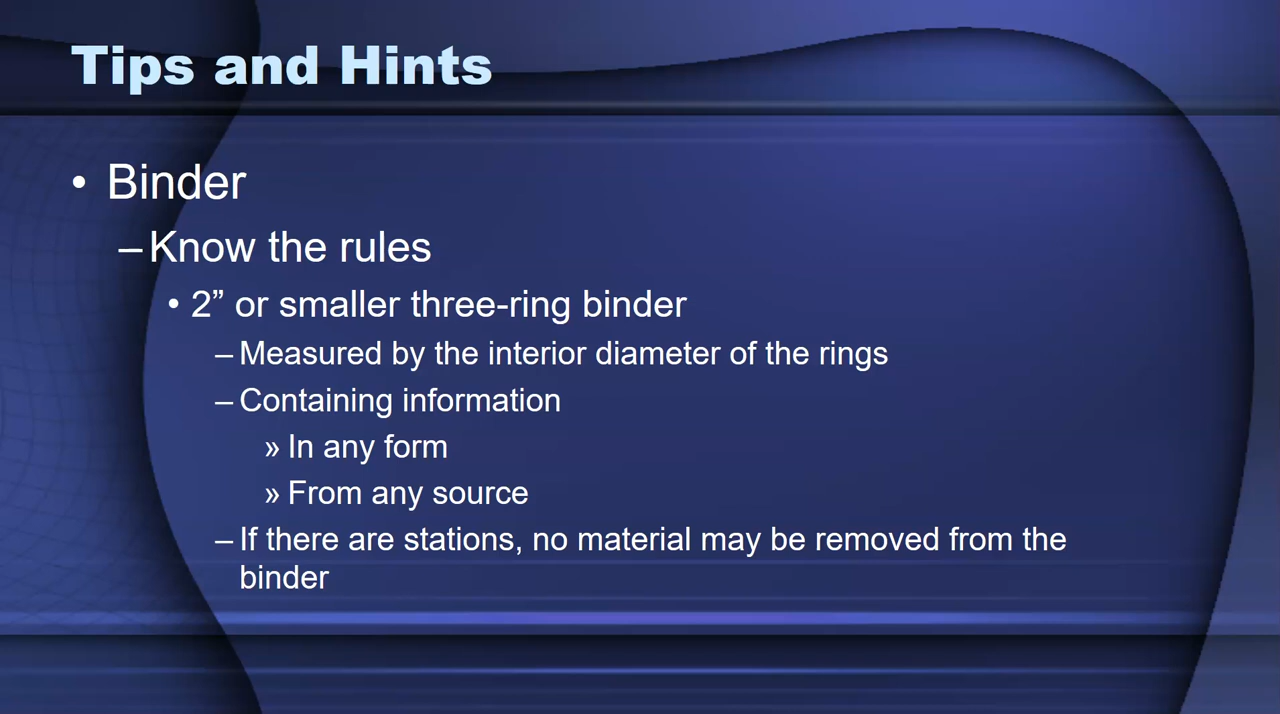 Tips and Hints
• Binder
– Know the rules
• 2” or smaller three-ring binder
– Measured by the interior diameter of the rings
– Containing information
» In any form
» From any source
– If there are stations, no material may be removed from the
binder